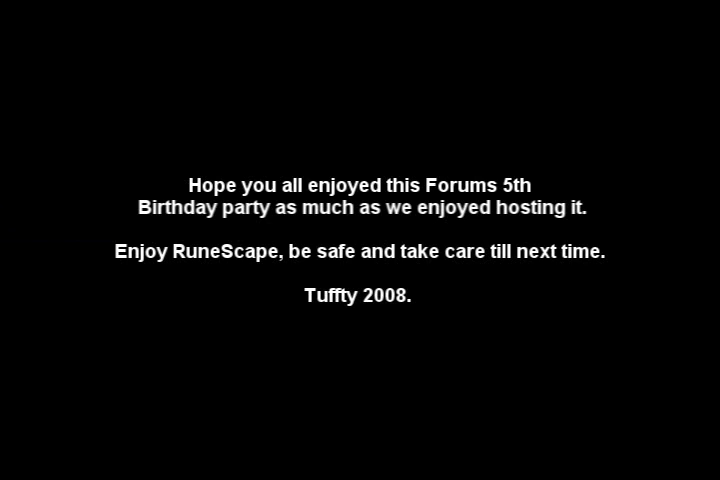 Hope you all enjoyed this Forums 5th
Birthday party as much as we enjoyed hosting it.
Enjoy RuneScape, be safe and take care till next time.
Tuffty 2008.